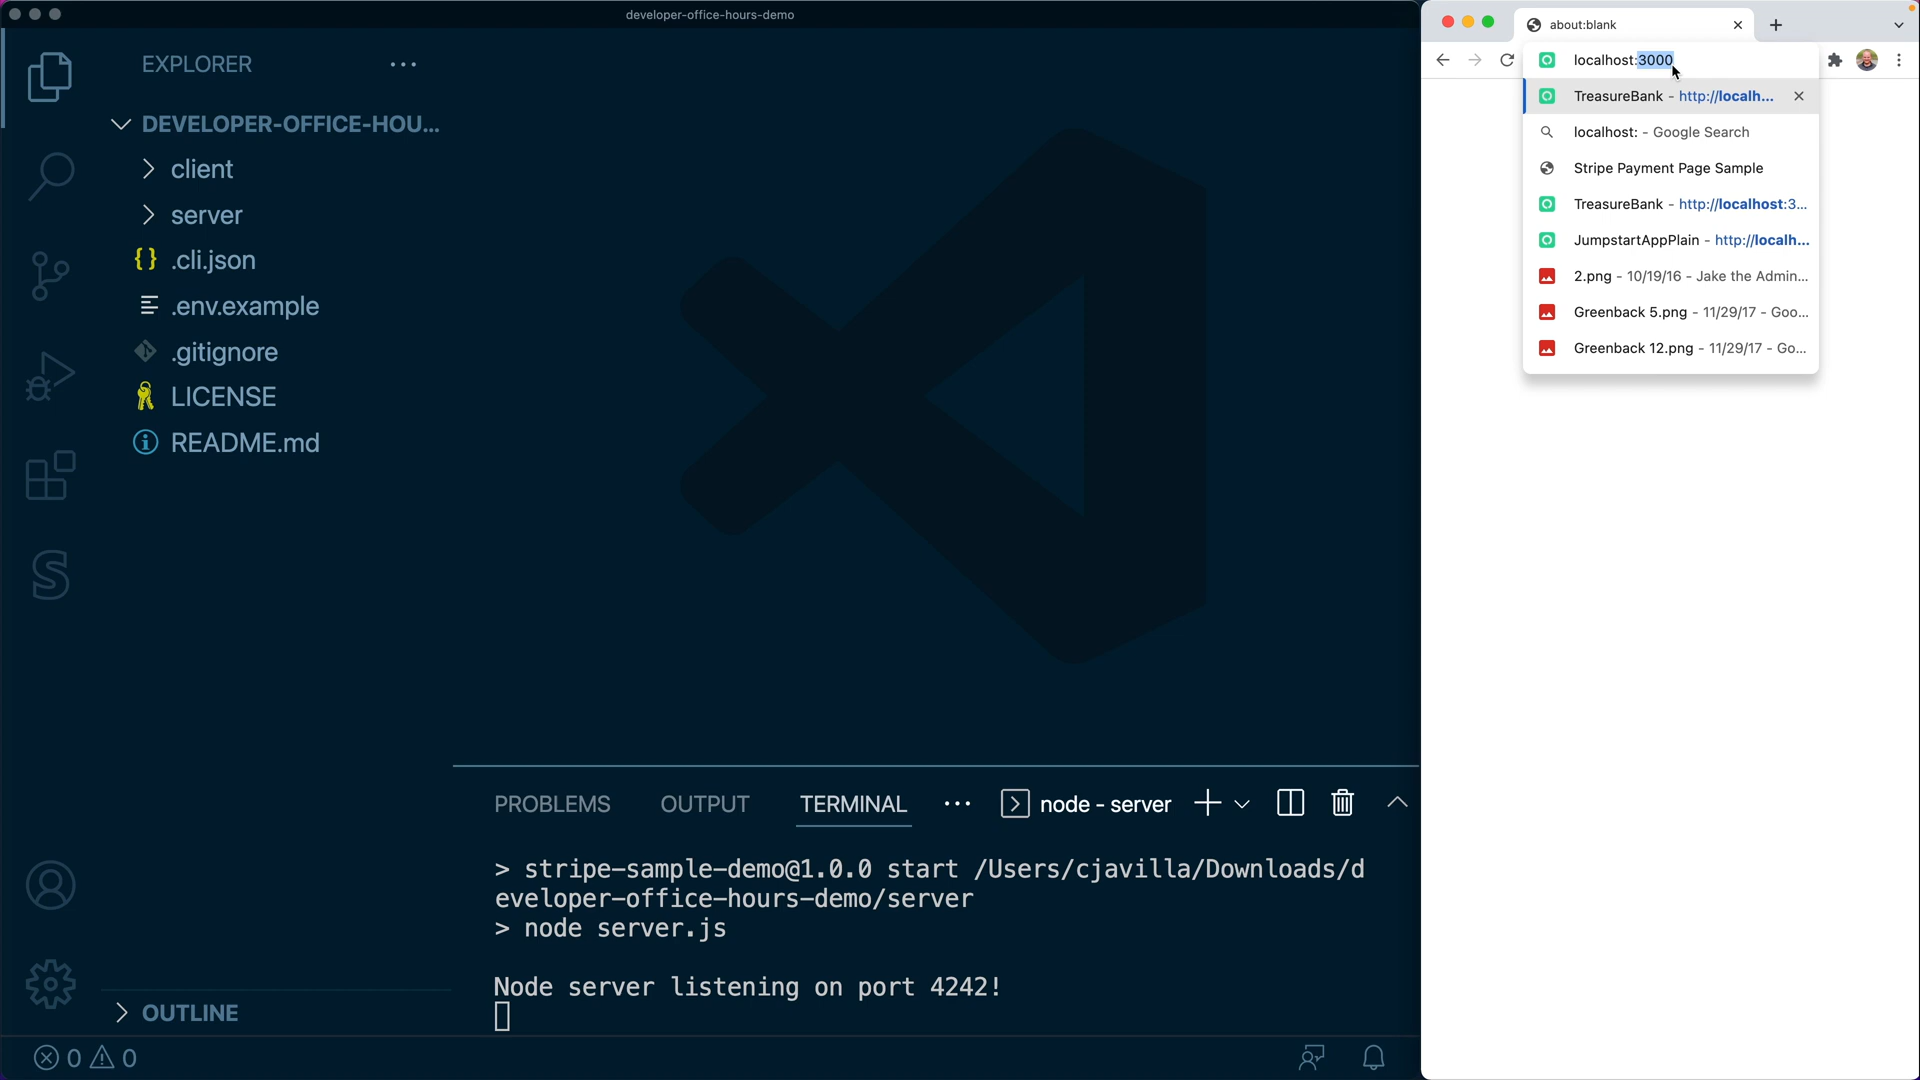 developer-office-hours-demo
EXPLORER
DEVELOPER-OFFICE-HOU...
client
server
.cli.json
.env.example
.gitignore
LICENSE
README.md
OUTLINE
0 0
PROBLEMS OUTPUT TERMINAL node - server
> stripe-sample-demo@1.0.0 start /Users/cjavilla/Downloads/d
eveloper-office-hours-demo/server
> node server.js
Node server listening on port 4242!
about:blank
localhost:3000
TreasureBank - http://localh...
localhost: - Google Search
Stripe Payment Page Sample
TreasureBank - http://localhost:3...
JumpstartAppPlain - http://localh...
2.png - 10/19/16 - Jake the Admin...
Greenback 5.png - 11/29/17 - Goo...
Greenback 12.png - 11/29/17 - Go...